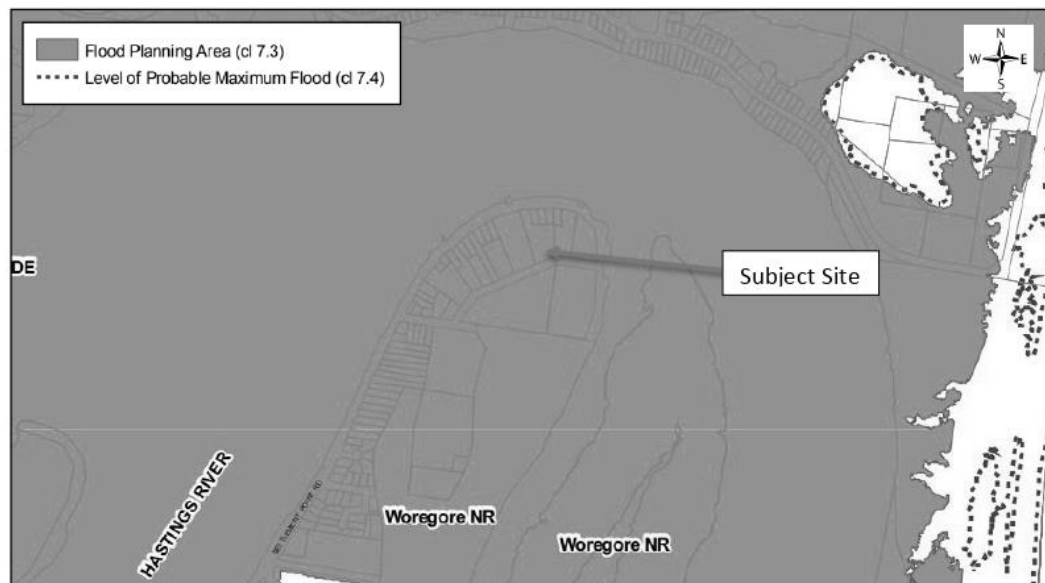 Flood Planning Area (cl 7.3)
Level of Probable Maximum Flood (cl 7.4)
N
W E
S
DE
Subject Site
HASTINGS RIVER
Woregore NR
Woregore NR